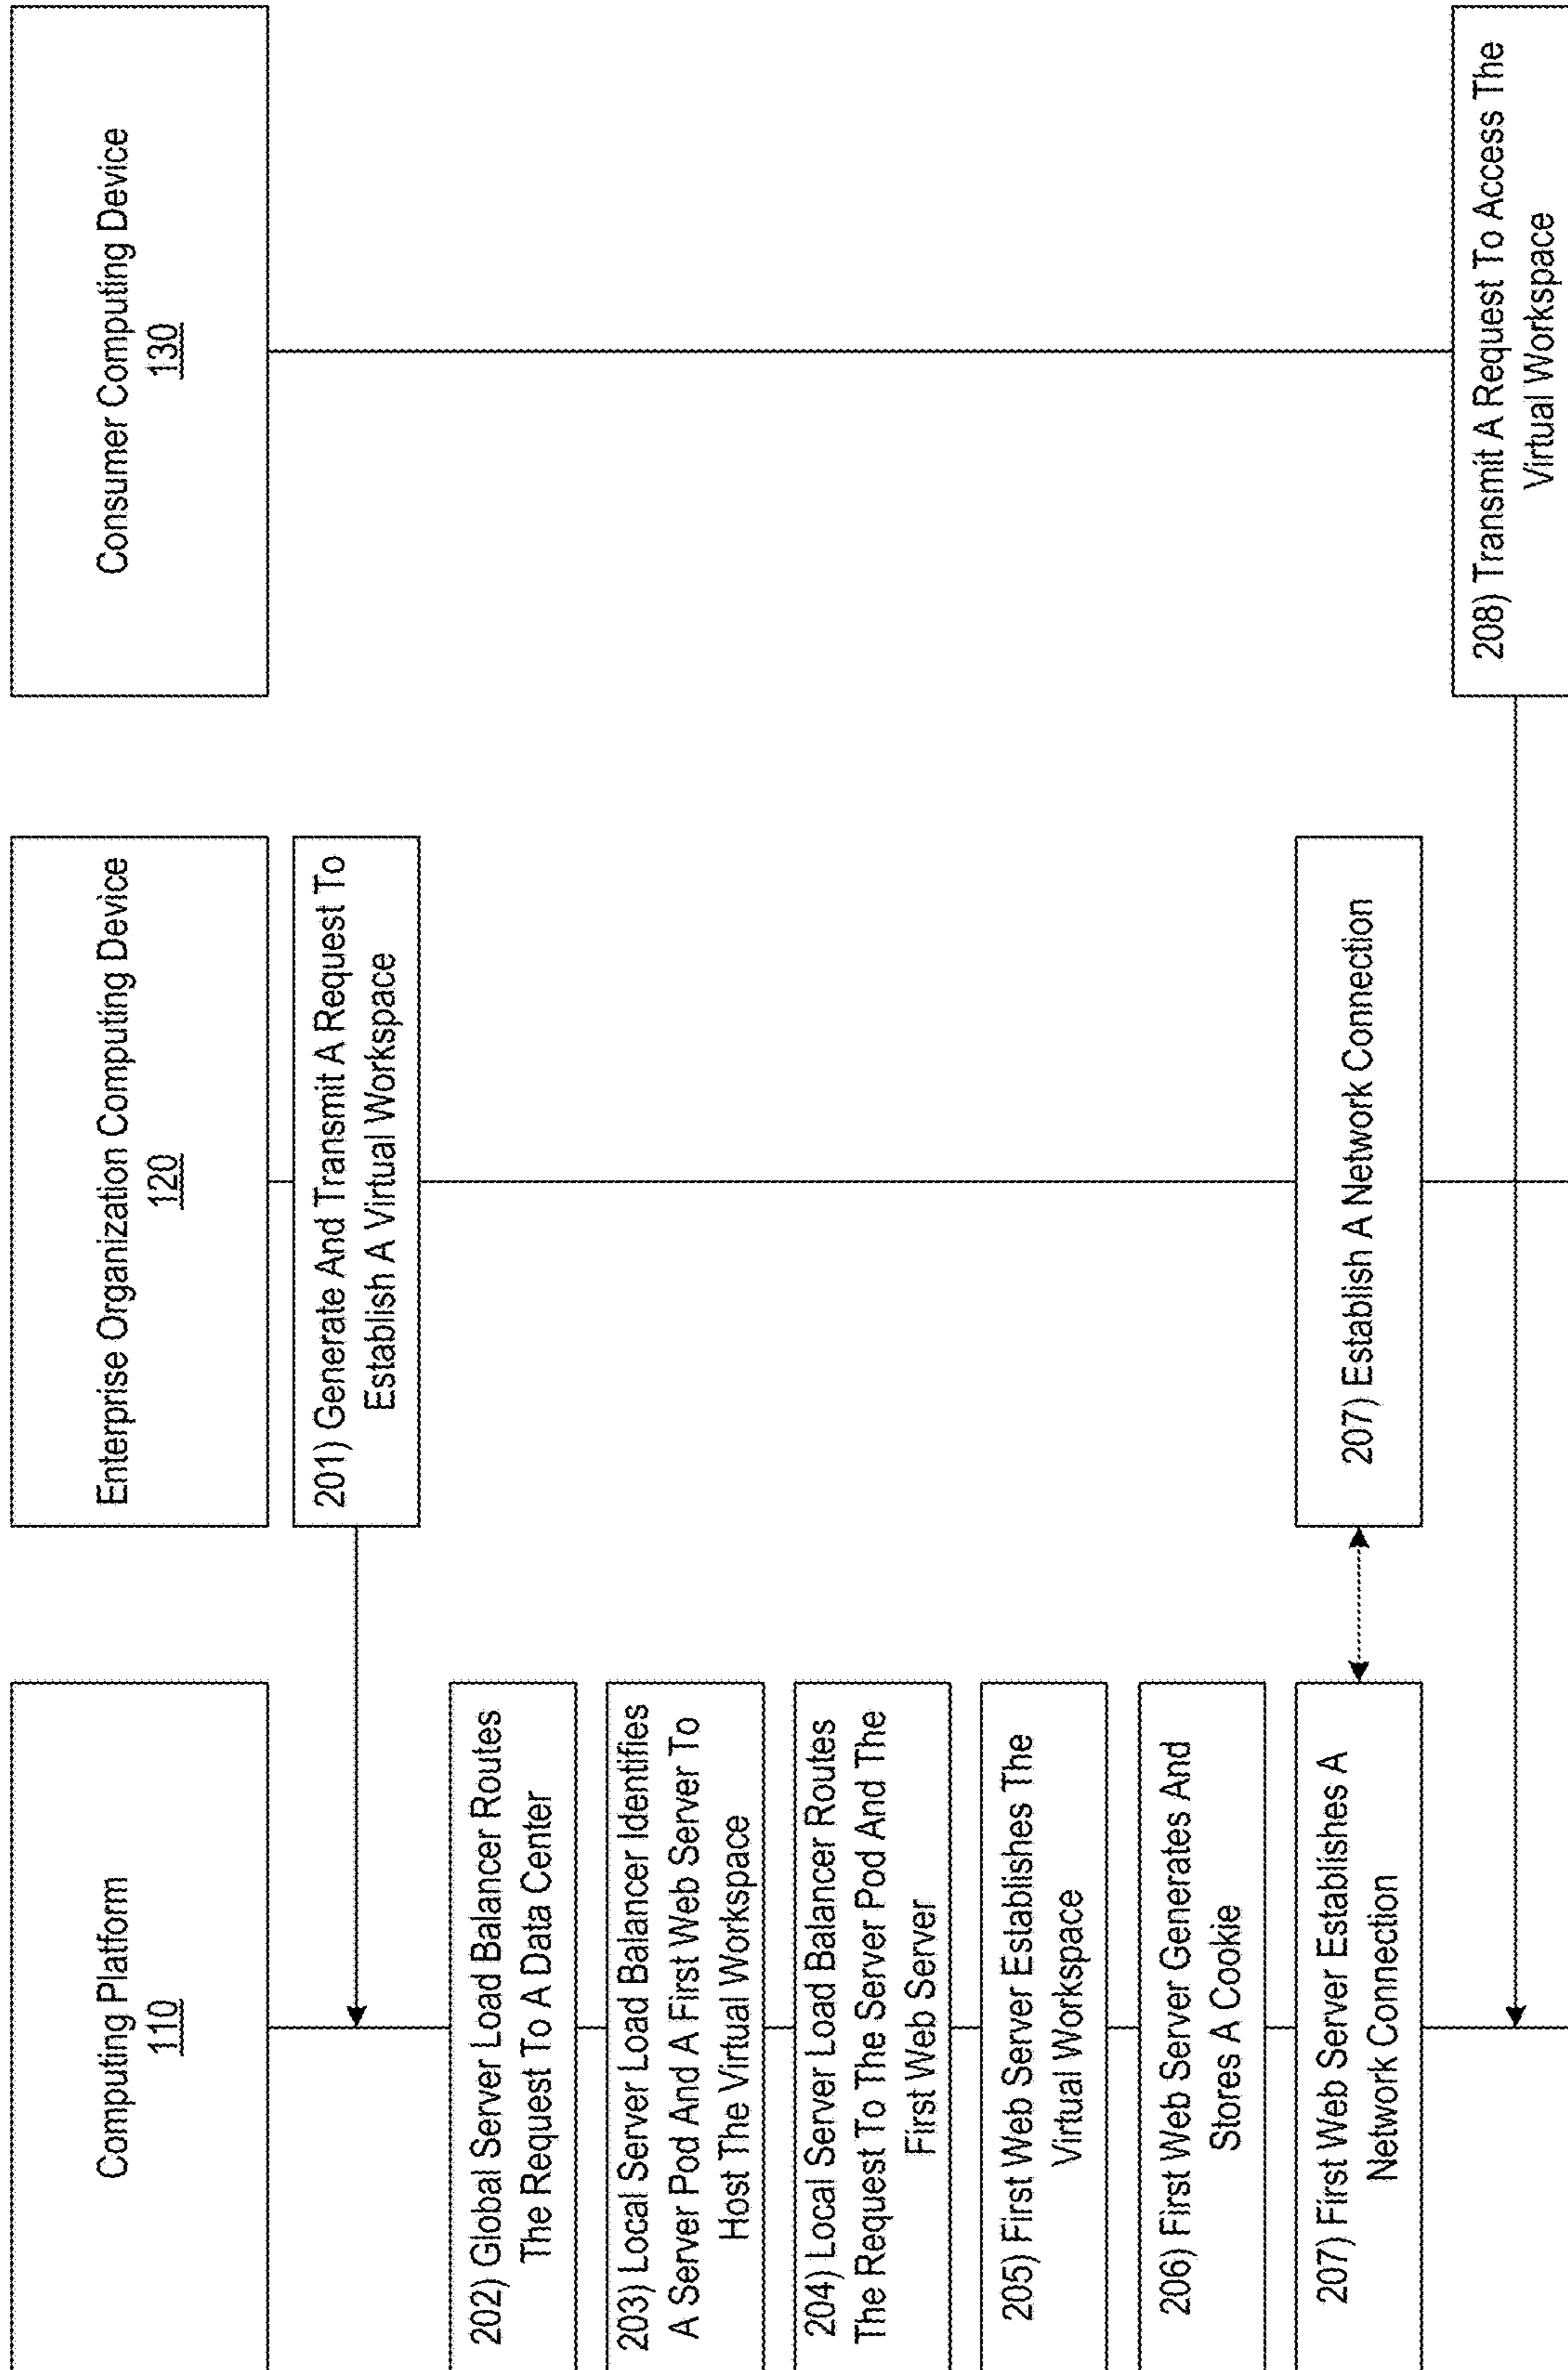 Computing Platform
110
Enterprise Organization Computing Device
120
Consumer Computing Device
130
201) Generate And Transmit A Request To
Establish A Virtual Workspace
202) Global Server Load Balancer Routes
The Request To A Data Center
203) Local Server Load Balancer Identifies
A Server Pod And A First Web Server To
Host The Virtual Workspace
204) Local Server Load Balancer Routes
The Request To The Server Pod And The
First Web Server
205) First Web Server Establishes The
Virtual Workspace
206) First Web Server Generates And
Stores A Cookie
207) First Web Server Establishes A
Network Connection
207) Establish A Network Connection
208) Transmit A Request To Access The
Virtual Workspace